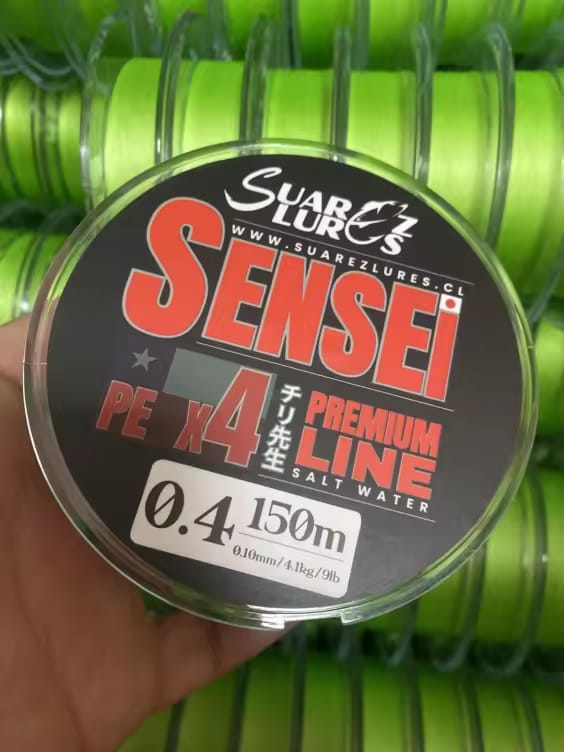 SUAREZ
LURES
WWW.SUAREZLURES.CL
SENSEI
PE X4
チリ先生
PREMIUM
LINE
SALT WATER
0.4
150m
0.10mm/4.1kg/9lb